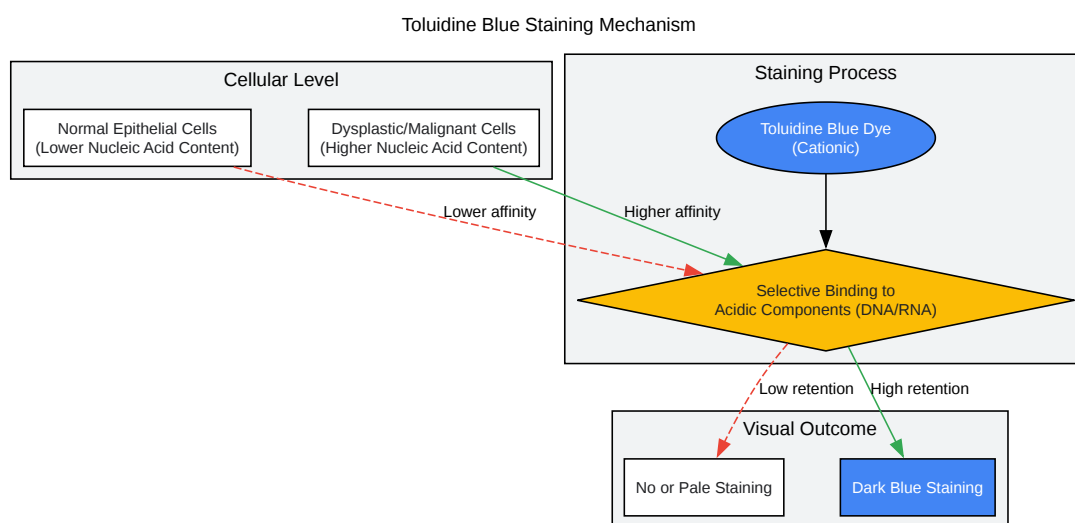 Toluidine Blue Staining Mechanism
Cellular Level
Normal Epithelial Cells
(Lower Nucleic Acid Content)
Dysplastic/Malignant Cells
(Higher Nucleic Acid Content)
Staining Process
Toluidine Blue Dye
(Cationic)
Lower affinity
Higher affinity
Selective Binding to
Acidic Components (DNA/RNA)
Low retention
High retention
Visual Outcome
No or Pale Staining
Dark Blue Staining